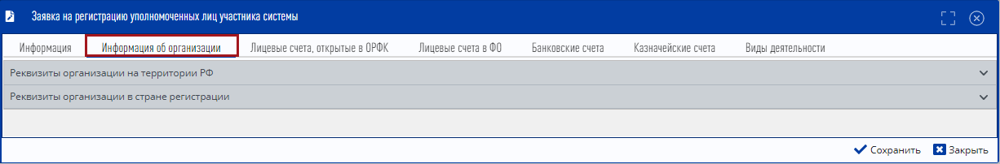 Заявка на регистрацию уполномоченных лиц участника системы
Информация Информация об организации Лицевые счета, открытые в ОРФК Лицевые счета в ФО Банковские счета Казначейские счета Виды деятельности
Реквизиты организации на территории РФ
Реквизиты организации в стране регистрации
Сохранить Закрыть